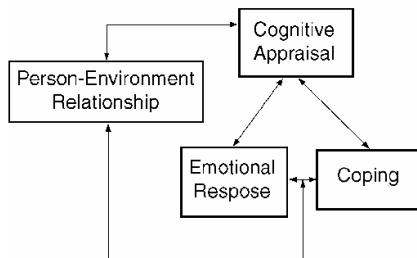 Cognitive
Appraisal
Person-Environment
Relationship
Emotional
Respose
Coping